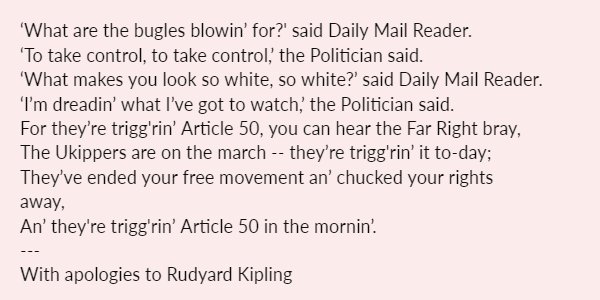 ‘What are the bugles blowin’ for?' said Daily Mail Reader.
‘To take control, to take control,’ the Politician said.
‘What makes you look so white, so white?’ said Daily Mail Reader.
‘I’m dreadin’ what I’ve got to watch,’ the Politician said.
For they’re trigg'rin’ Article 50, you can hear the Far Right bray,
The Ukippers are on the march -- they’re trigg'rin’ it to-day;
They’ve ended your free movement an’ chucked your rights
away,
An’ they're trigg'rin’ Article 50 in the mornin’.
---
With apologies to Rudyard Kipling